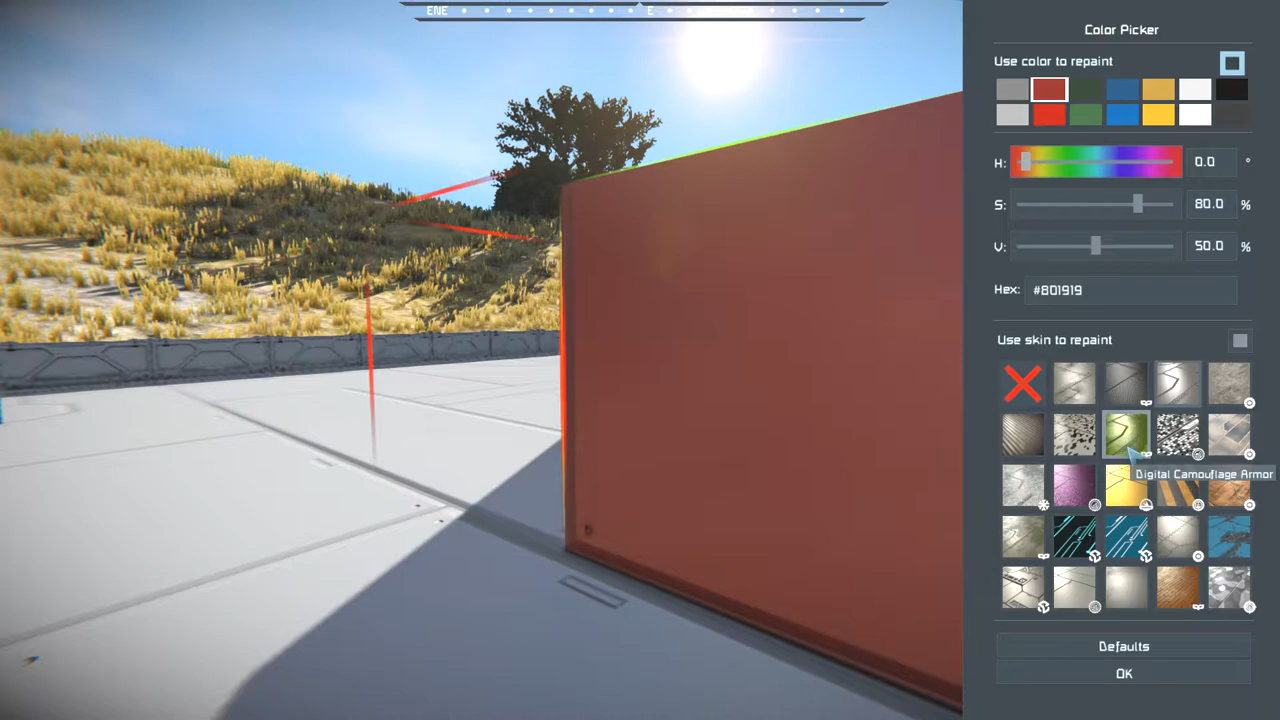 ENE
E
Color Picker
Use color to repaint
H:
0.0
°
S:
80.0
%
V:
50.0
%
Hex:
#801919
Use skin to repaint
Digital Camouflage Armor
Defaults
OK